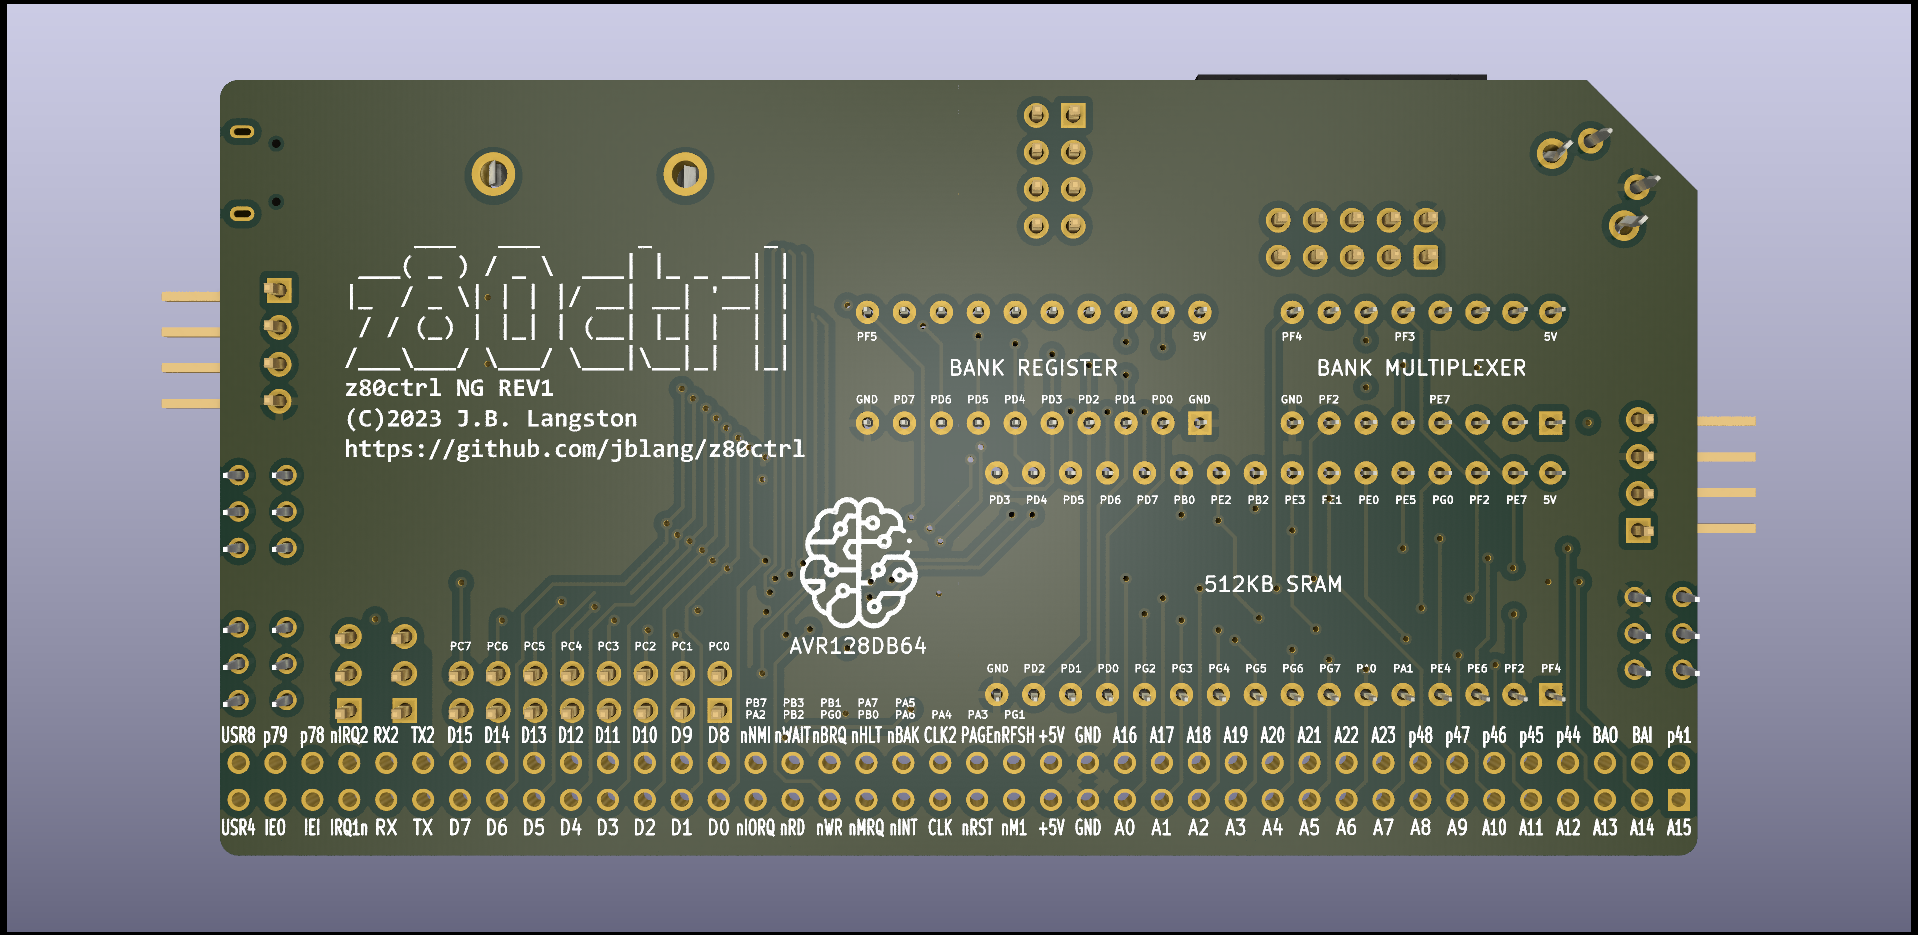 z80ctrl
z80ctrl NG REV1
(C)2023 J.B. Langston
https://github.com/jblang/z80ctrl
PF5 5V
BANK REGISTER
GND PD7 PD6 PD5 PD4 PD3 PD2 PD1 PD0 GND
PF4 PF3 5V
BANK MULTIPLEXER
GND PF2 PE7
PD3 PD4 PD5 PD6 PD7 PB0 PE2 PB2 PE3 PE1 PE0 PE5 PG0 PF2 PE7 5V
512KB SRAM
AVR128DB64
PC7 PC6 PC5 PC4 PC3 PC2 PC1 PC0
GND PD2 PD1 PD0 PG2 PG3 PG4 PG5 PG6 PG7 PA0 PA1 PE4 PE6 PF2 PF4
PB7 PB3 PB1 PA7 PA5
PA2 PB2 PG0 PB0 PA6 PA4 PA3 PG1
USR8 p79 p78 nIRQ2 RX2 TX2 D15 D14 D13 D12 D11 D10 D9 D8 nNMI nWAIT nBRQ nHLT nBAK CLK2 PAGE nRFSH +5V GND A16 A17 A18 A19 A20 A21 A22 A23 p48 p47 p46 p45 p44 BAO BAI p41
USR4 IEO IEI IRQ1n RX TX D7 D6 D5 D4 D3 D2 D1 D0 nIORQ nRD nWR nMRQ nINT CLK nRST nM1 +5V GND A0 A1 A2 A3 A4 A5 A6 A7 A8 A9 A10 A11 A12 A13 A14 A15